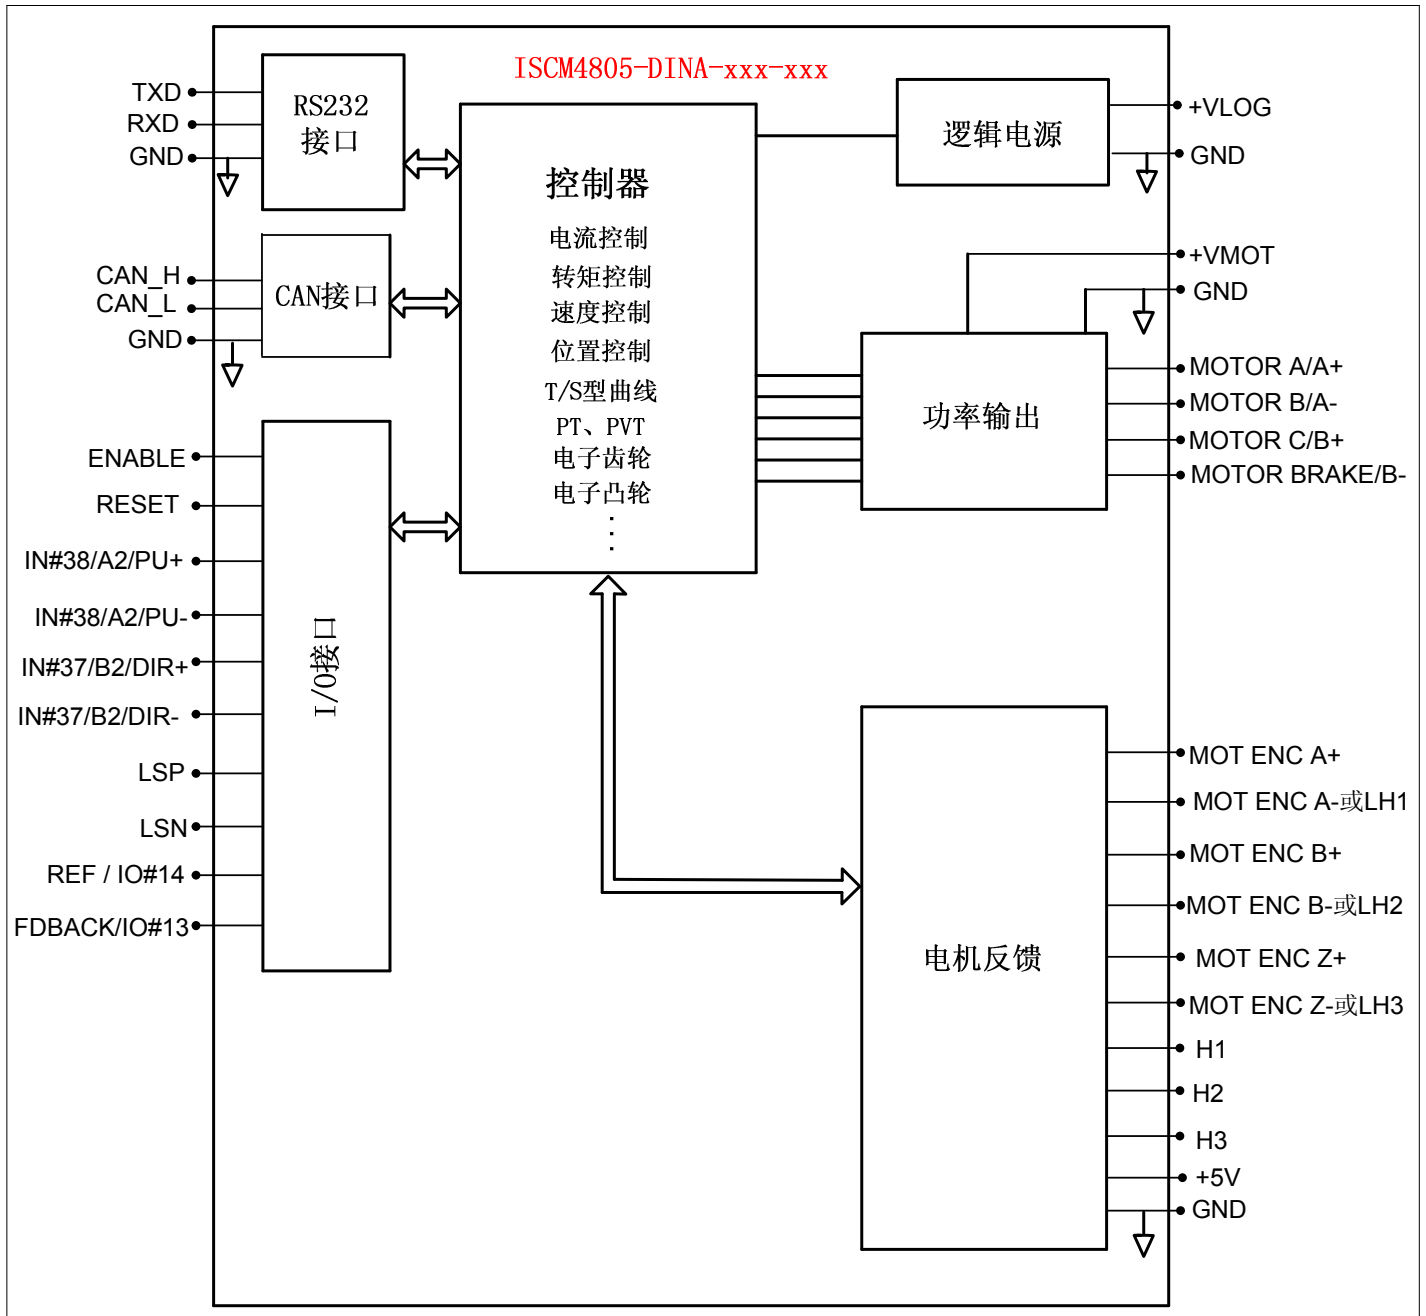 ISCM4805-DINA-xxx-xxx
TXD
RXD
GND
RS232
接口
CAN_H
CAN_L
GND
CAN接口
ENABLE
RESET
IN#38/A2/PU+
IN#38/A2/PU-
IN#37/B2/DIR+
IN#37/B2/DIR-
LSP
LSN
REF / IO#14
FDBACK/IO#13
I/O接口
控制器
电流控制
转矩控制
速度控制
位置控制
T/S型曲线
PT、PVT
电子齿轮
电子凸轮
⋮
逻辑电源
+VLOG
GND
+VMOT
GND
功率输出
MOTOR A/A+
MOTOR B/A-
MOTOR C/B+
MOTOR BRAKE/B-
电机反馈
MOT ENC A+
MOT ENC A-或LH1
MOT ENC B+
MOT ENC B-或LH2
MOT ENC Z+
MOT ENC Z-或LH3
H1
H2
H3
+5V
GND